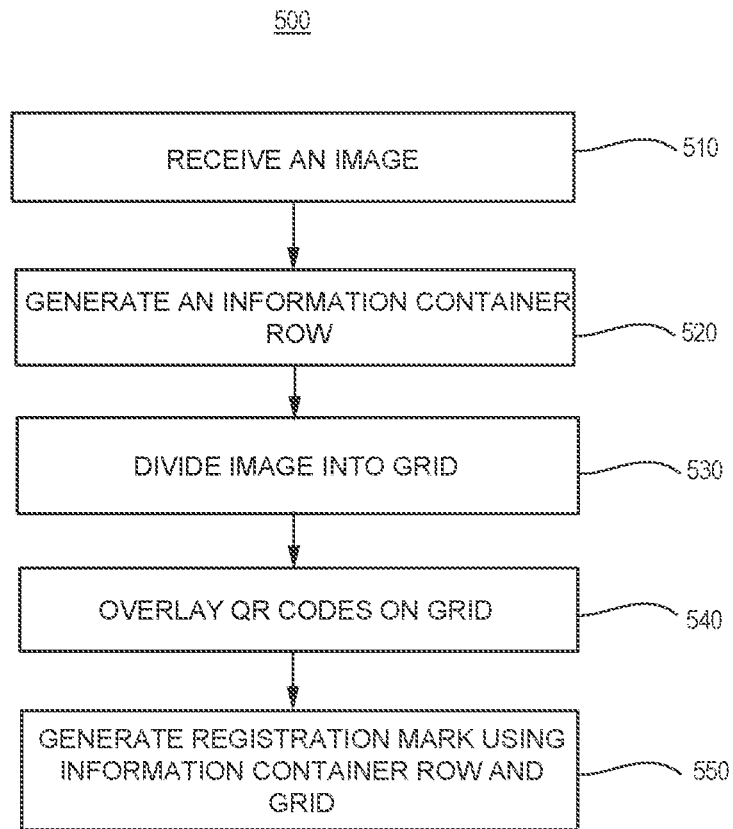 500
RECEIVE AN IMAGE
510
GENERATE AN INFORMATION CONTAINER
ROW
520
DIVIDE IMAGE INTO GRID
530
OVERLAY QR CODES ON GRID
540
GENERATE REGISTRATION MARK USING
INFORMATION CONTAINER ROW AND
GRID
550